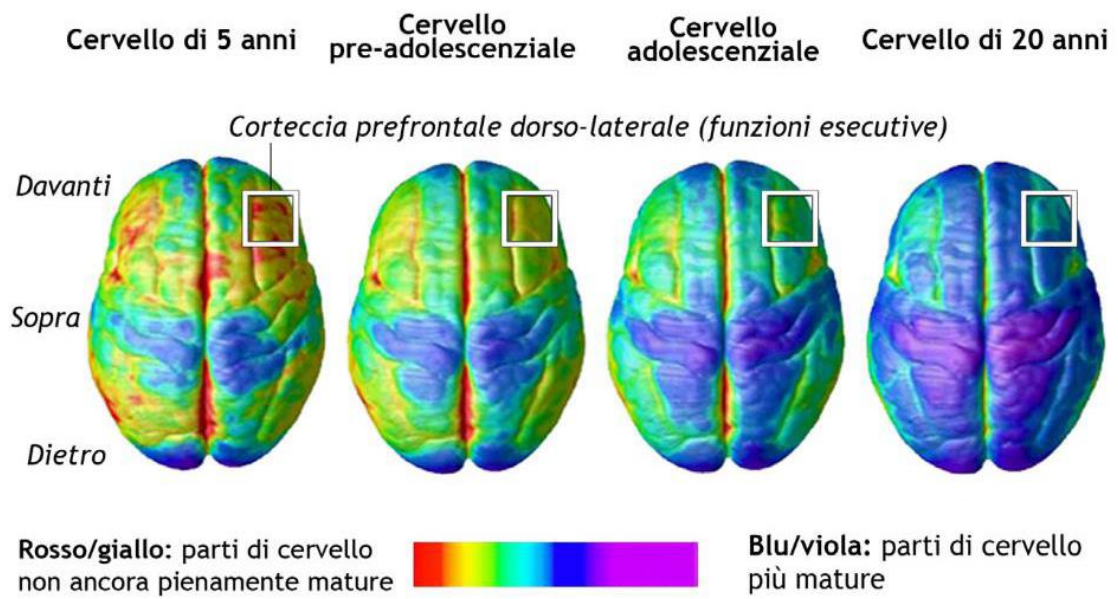 Cervello di 5 anni
Cervello
pre-adolescenziale
Cervello
adolescenziale
Cervello di 20 anni
Corteccia prefrontale dorso-laterale (funzioni esecutive)
Davanti
Sopra
Dietro
Rosso/giallo: parti di cervello
non ancora pienamente mature
Blu/viola: parti di cervello
più mature